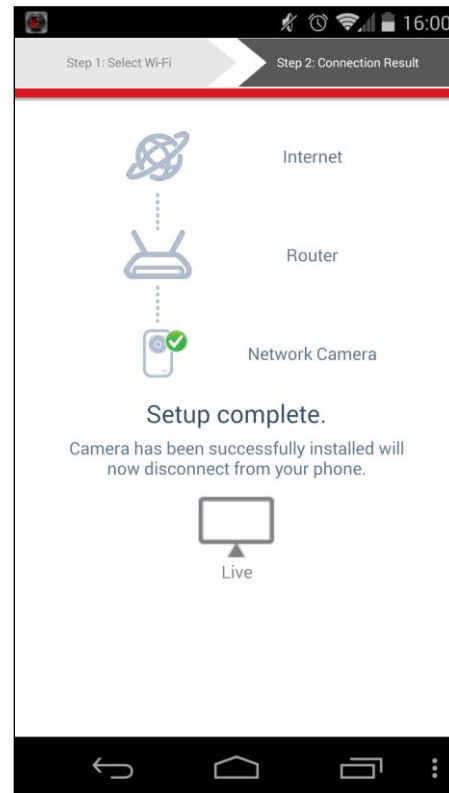 16:00
Step 1: Select Wi-Fi
Step 2: Connection Result
Internet
Router
Network Camera
Setup complete.
Camera has been successfully installed will
now disconnect from your phone.
Live